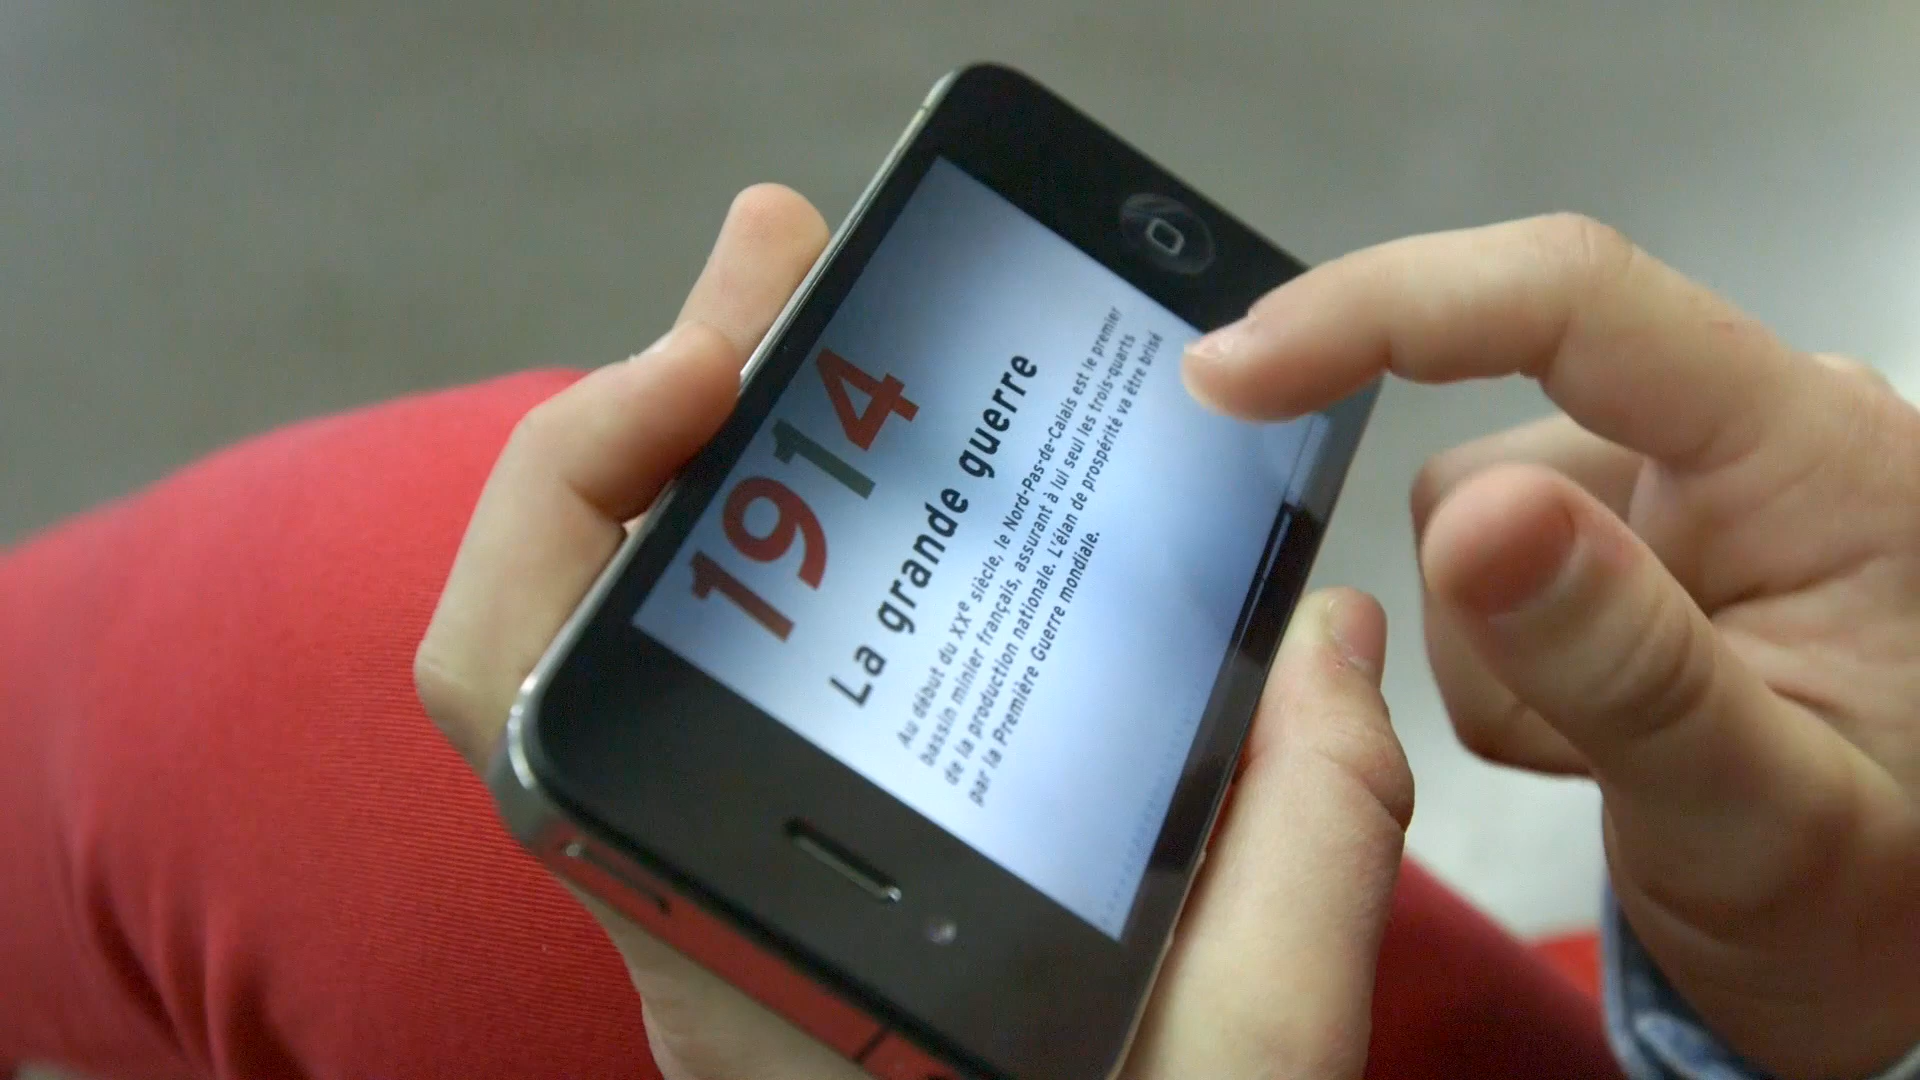 1914
La grande guerre
Au début du XXe siècle, le Nord-Pas-de-Calais est le premier
bassin minier français, assurant à lui seul les trois-quarts
de la production nationale. L'élan de prospérité va être brisé
par la Première Guerre mondiale.